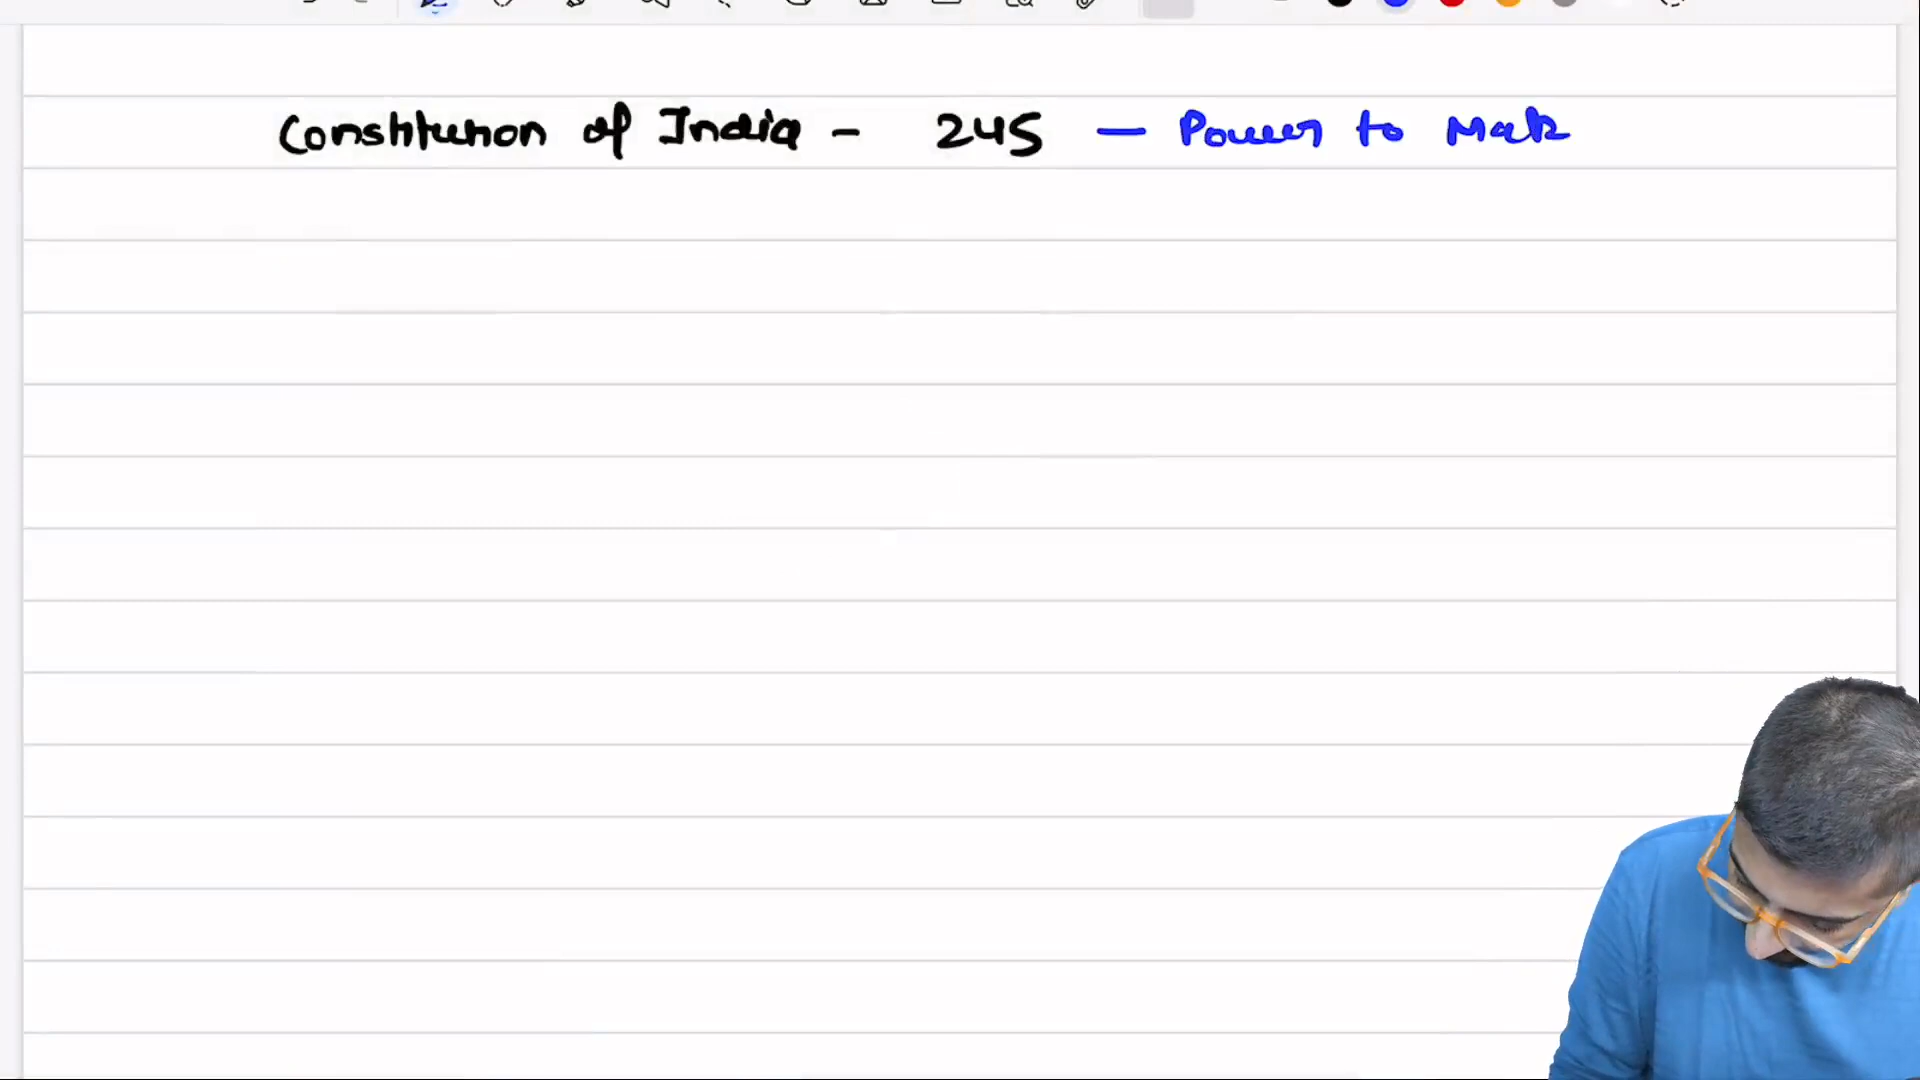 Constitution of India - 245 - Power to Make